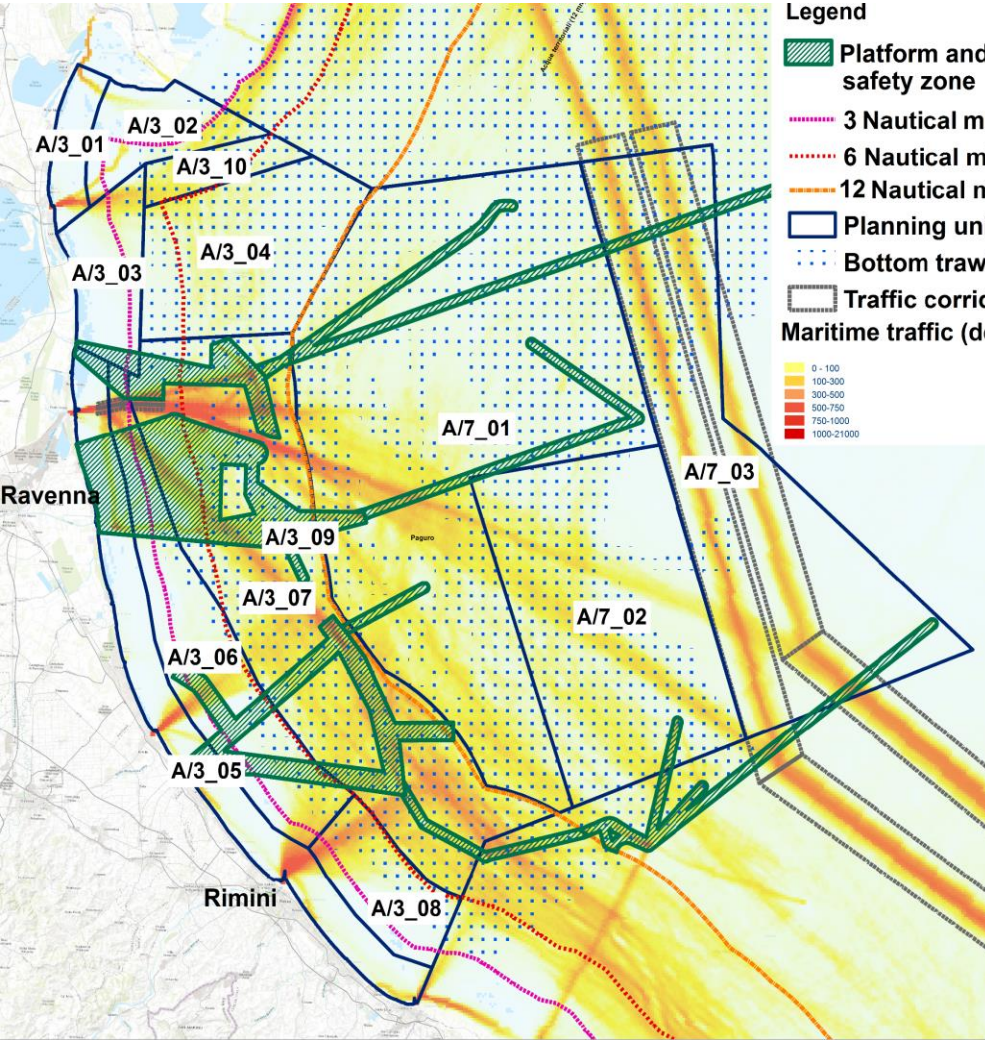 Legend
Platform and
safety zone
3 Nautical m
6 Nautical m
12 Nautical n
Planning un
Bottom traw
Traffic corrid
Maritime traffic (de
0 - 100
100-300
300-500
500-750
750-1000
1000-21000
A/3_01
A/3_02
A/3_10
A/3_04
A/3_03
A/7_01
A/7_03
Ravenna
A/3_09
Paguro
A/3_07
A/7_02
A/3_06
A/3_05
Rimini
A/3_08